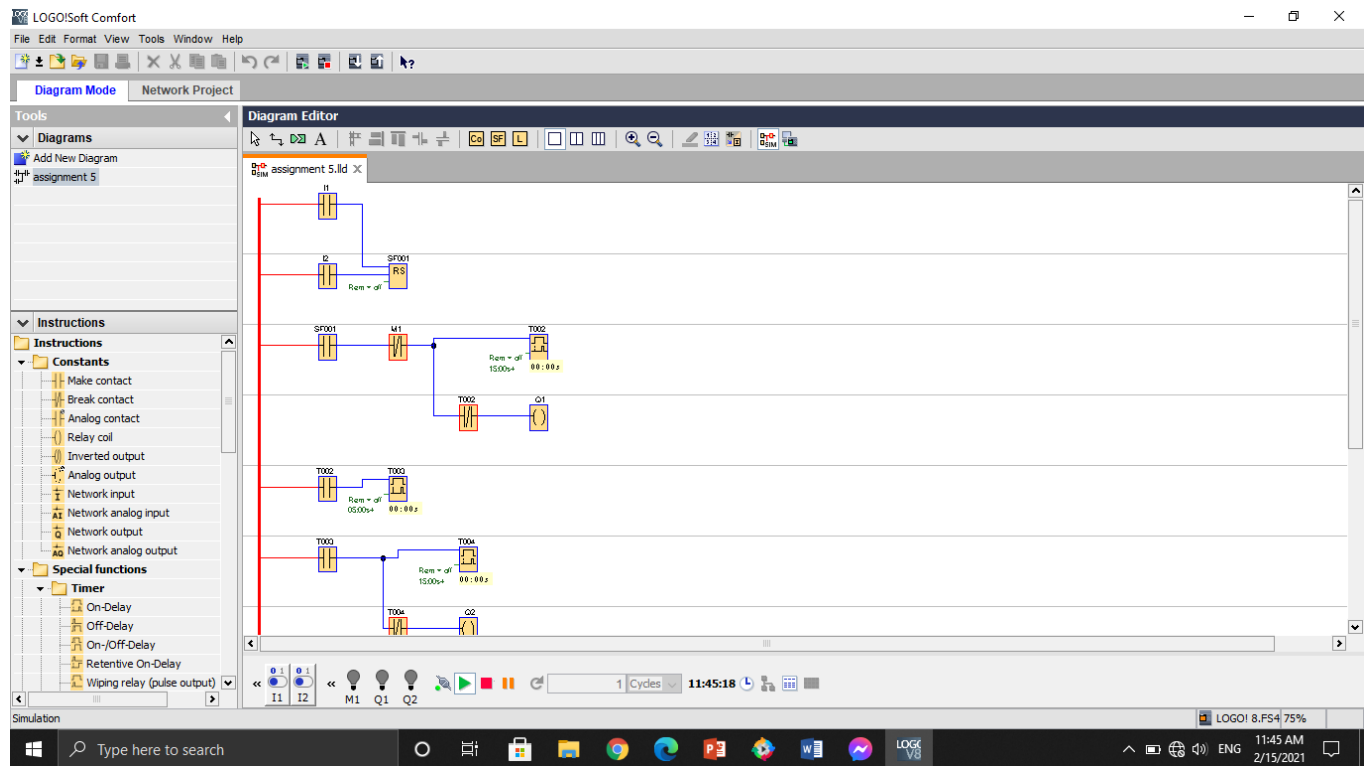 LOGO!Soft Comfort
File Edit Format View Tools Window Help
Diagram Mode Network Project
Tools
Diagrams
Add New Diagram
assignment 5
Instructions
Instructions
Constants
Make contact
Break contact
Analog contact
Relay coil
Inverted output
Analog output
Network input
Network analog input
Network output
Network analog output
Special functions
Timer
On-Delay
Off-Delay
On-/Off-Delay
Retentive On-Delay
Wiping relay (pulse output)
Diagram Editor
A Co SF L
assignment 5.lld
I1
I2 SF001
RS
Rem = off
SF001 M1 T002
Rem = off
15:00s+ 00:00s
T002 Q1
T002 T003
Rem = off
05:00s+ 00:00s
T003 T004
Rem = off
15:00s+ 00:00s
T004 Q2
0 1 0 1
I1 I2 M1 Q1 Q2
1 Cycles 11:45:18
Simulation
LOGO! 8.FS4 75%
Type here to search
ENG
11:45 AM
2/15/2021